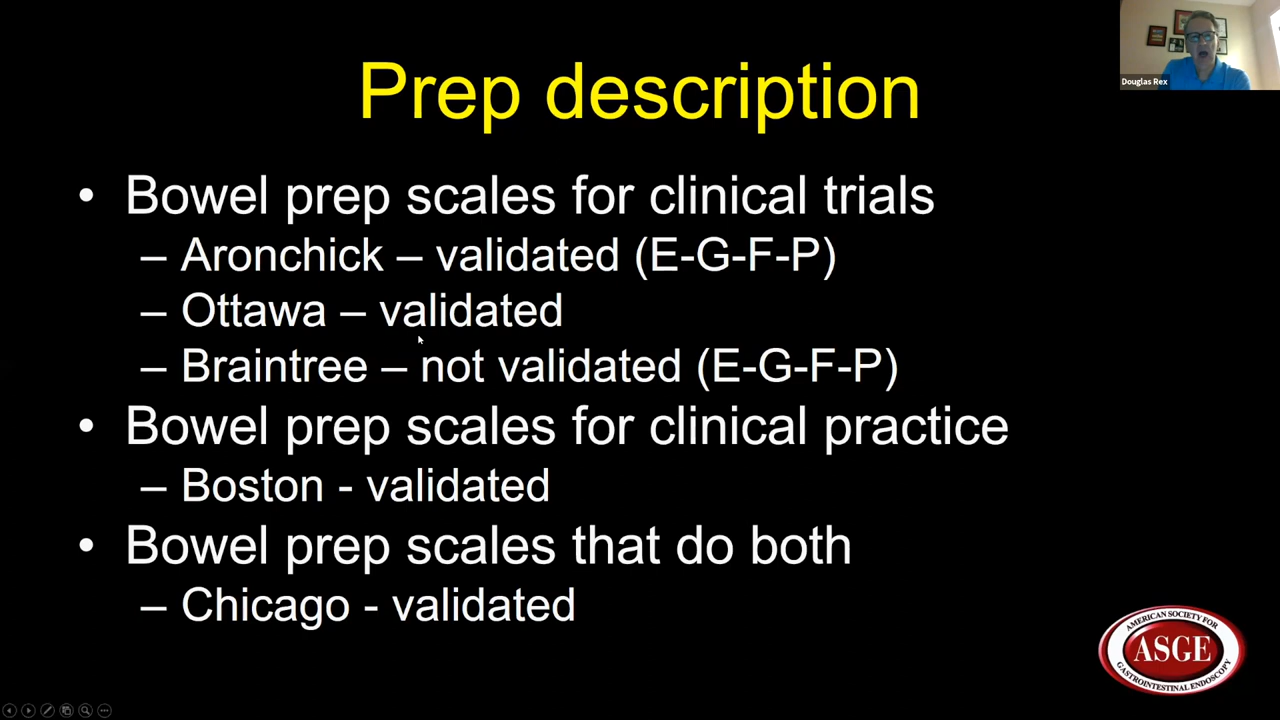 Prep description
Douglas Rex
• Bowel prep scales for clinical trials
– Aronchick – validated (E-G-F-P)
– Ottawa – validated
– Braintree – not validated (E-G-F-P)
• Bowel prep scales for clinical practice
– Boston - validated
• Bowel prep scales that do both
– Chicago - validated
AMERICAN SOCIETY FOR
ASGE
GASTROINTESTINAL ENDOSCOPY